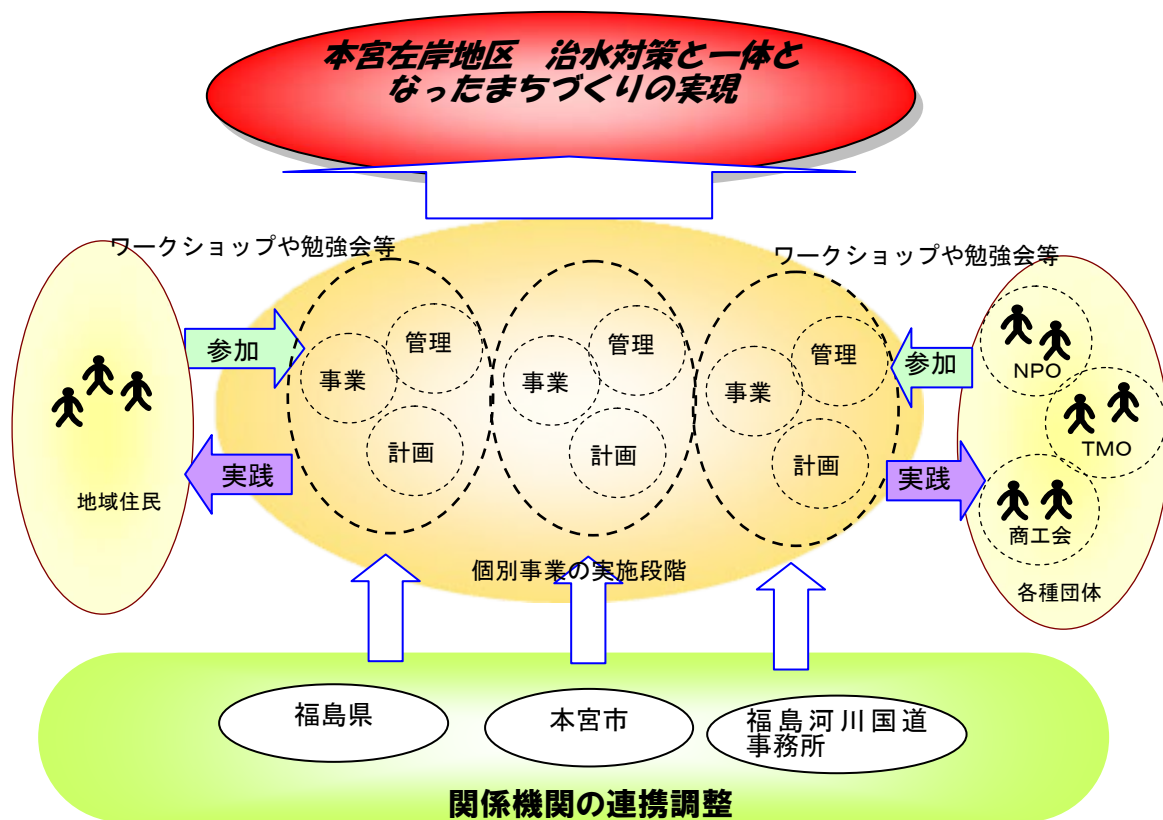 本宮左岸地区　治水対策と一体と
なったまちづくりの実現
ワークショップや勉強会等
ワークショップや勉強会等
参加
実践
地域住民
事業
管理
計画
事業
管理
計画
事業
管理
計画
参加
実践
NPO
TMO
商工会
各種団体
個別事業の実施段階
福島県
本宮市
福島河川国道
事務所
関係機関の連携調整